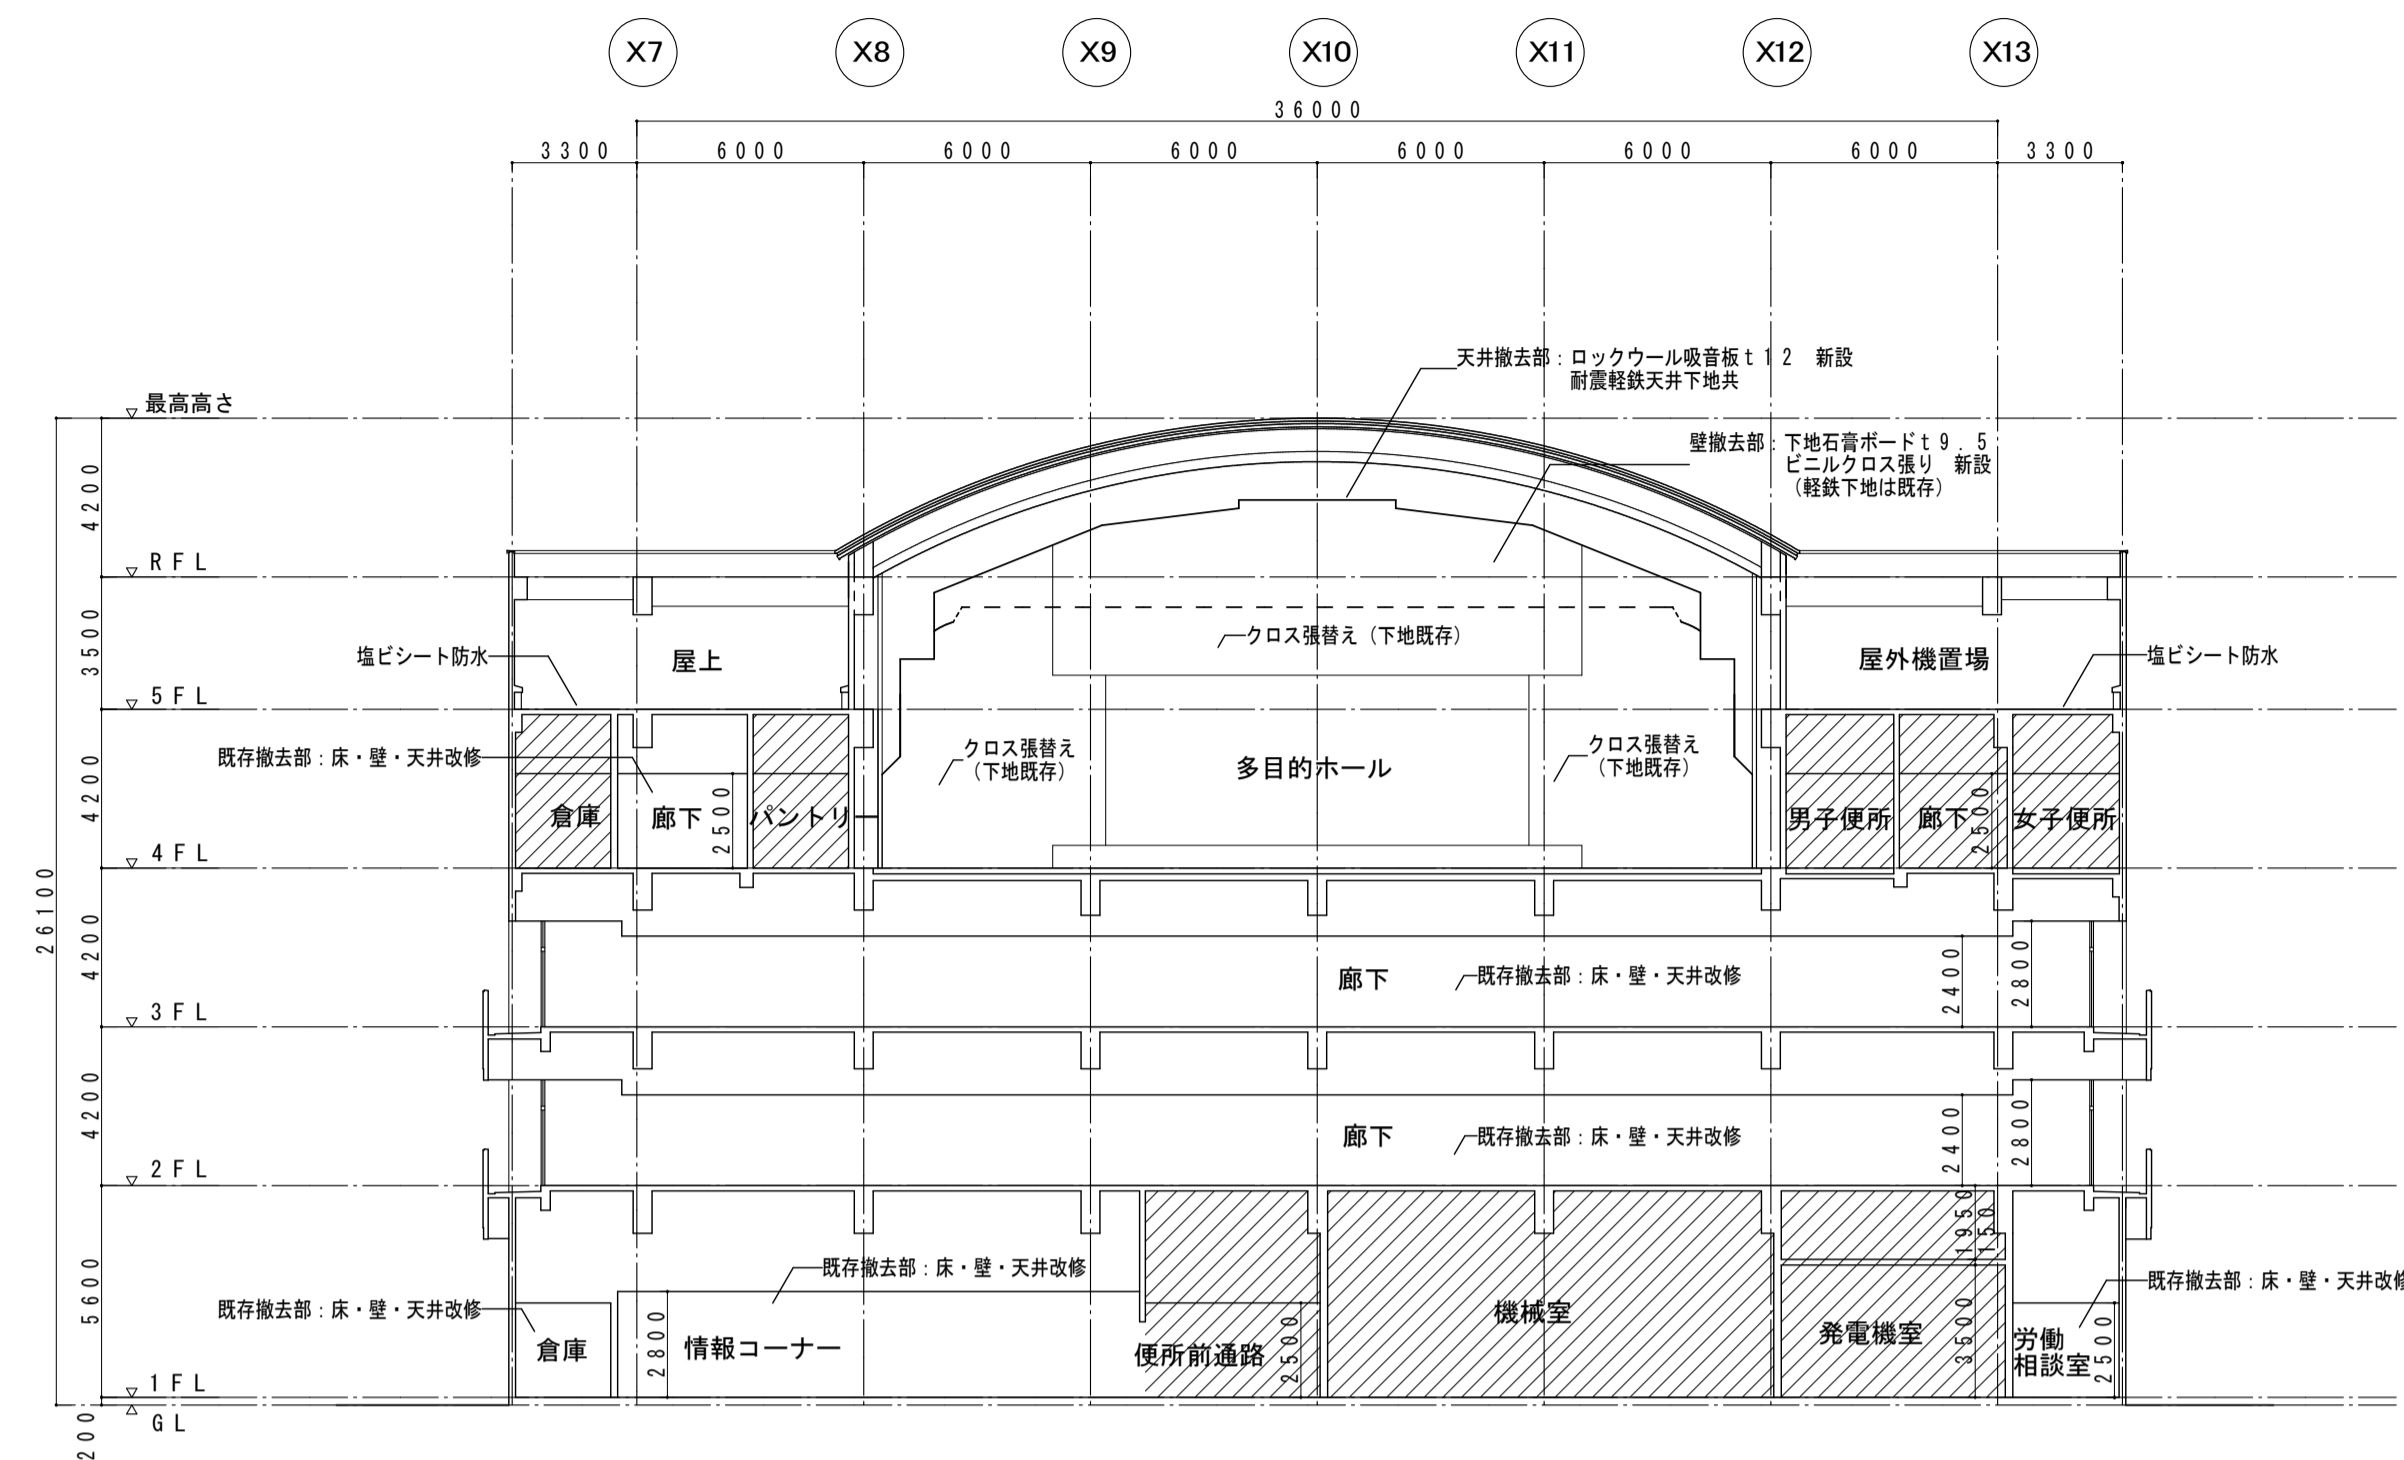 X7 X8 X9 X10 X11 X12 X13
36000
3300 6000 6000 6000 6000 6000 6000 3300
天井撤去部：ロックウール吸音板ｔ１２　新設
耐震軽鉄天井下地共
最高高さ
壁撤去部：下地石膏ボードｔ９．５
ビニルクロス張り　新設
（軽鉄下地は既存）
4200
RFL
3500
クロス張替え（下地既存）
塩ビシート防水
屋上
屋外機置場
塩ビシート防水
5FL
既存撤去部：床・壁・天井改修
クロス張替え
（下地既存）
多目的ホール
クロス張替え
（下地既存）
4200
倉庫
廊下
2500
パントリ
男子便所
廊下
2500
女子便所
4FL
26100
4200
廊下
既存撤去部：床・壁・天井改修
2400
2800
3FL
4200
廊下
既存撤去部：床・壁・天井改修
2400
2800
2FL
1950
150
5600
既存撤去部：床・壁・天井改修
既存撤去部：床・壁・天井改修
既存撤去部：床・壁・天井改
倉庫
2800
情報コーナー
便所前通路
2500
機械室
発電機室
3500
労働
相談室
2500
1FL
GL
200